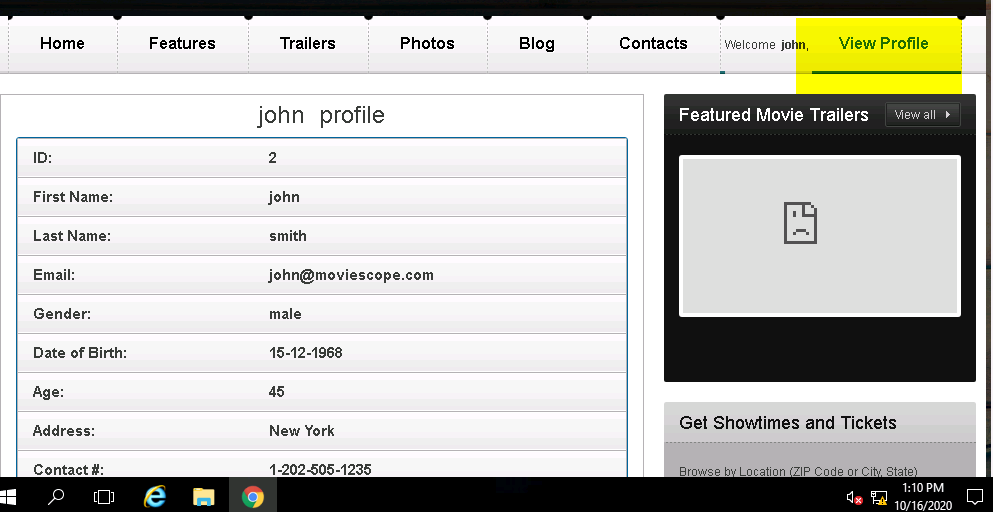 Home Features Trailers Photos Blog Contacts Welcome john, View Profile
john profile
ID: 2
First Name: john
Last Name: smith
Email: john@moviescope.com
Gender: male
Date of Birth: 15-12-1968
Age: 45
Address: New York
Contact #: 1-202-505-1235
Featured Movie Trailers View all
Get Showtimes and Tickets
Browse by Location (ZIP Code or City, State)
1:10 PM
10/16/2020